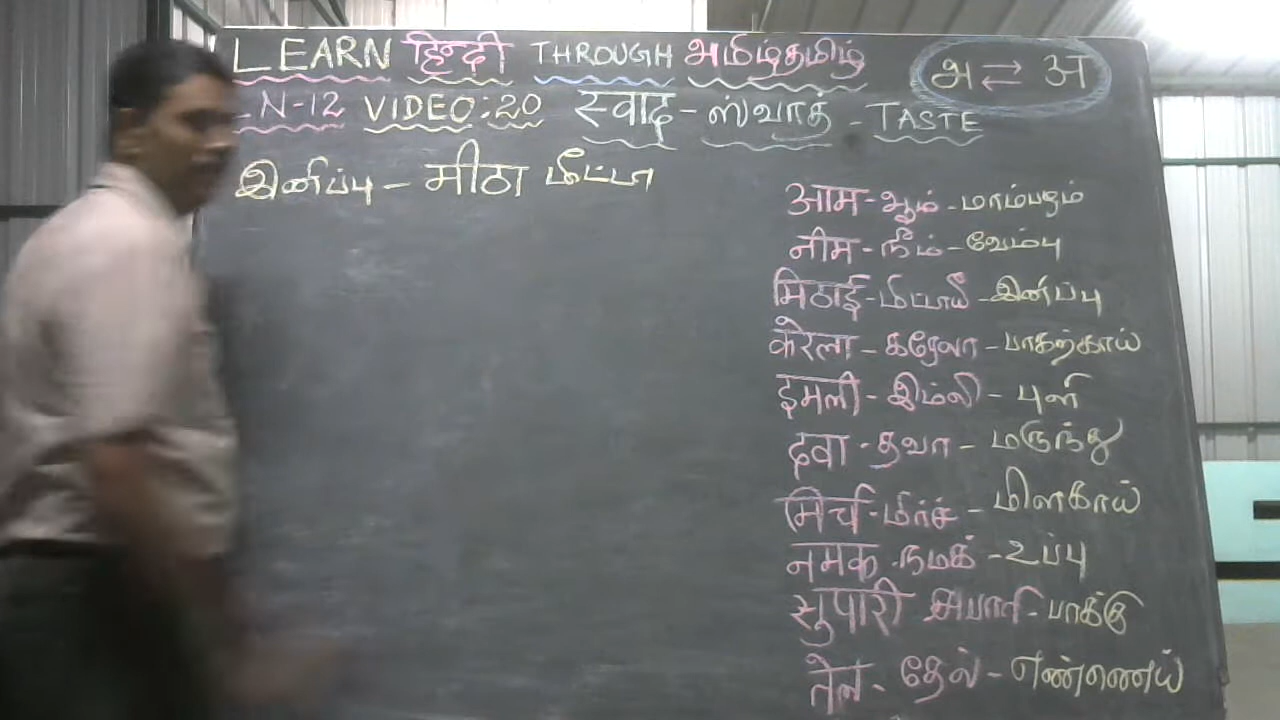 LEARN हिन्दी THROUGH அமிழ்தமிழ்
அ ⇄ अ
N-12 VIDEO:20 स्वाद - ஸ்வாத் - TASTE
இனிப்பு - मीठा மீட்டா
आम - ஆம் - மாம்பழம்
नीम - நீம் - வேம்பு
मिठाई - மிடாயீ - இனிப்பு
करेला - கரேலா - பாகற்காய்
इमली - இம்லி - புளி
दवा - தவா - மருந்து
मिर्च - மிர்ச் - மிளகாய்
नमक - நமக் - உப்பு
सुपारी - பாக்கு
तेल - தேல் - எண்ணெய்